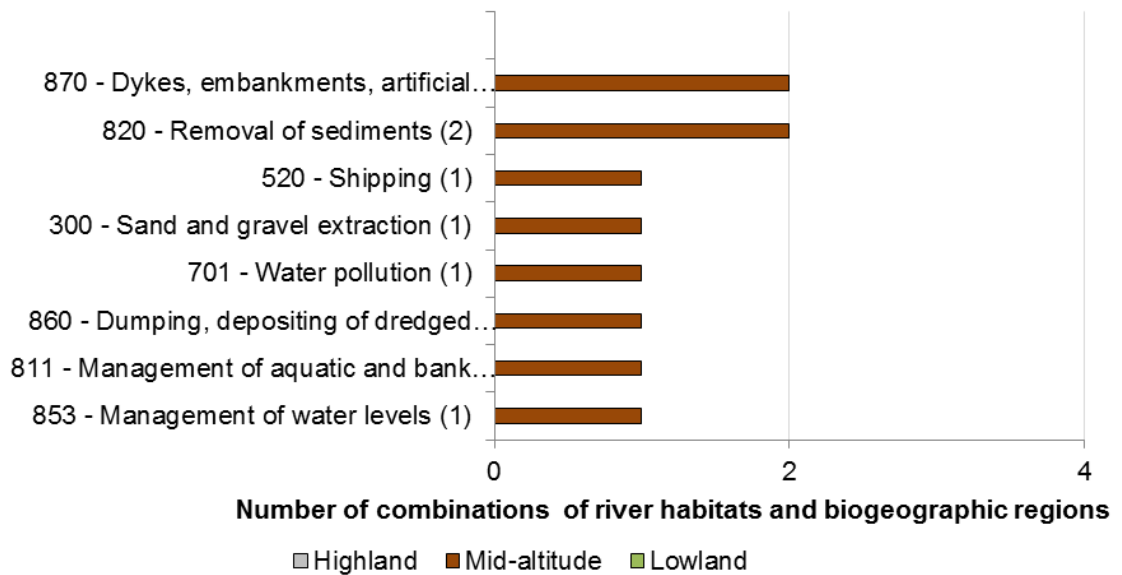 870 - Dykes, embankments, artificial…
820 - Removal of sediments (2)
520 - Shipping (1)
300 - Sand and gravel extraction (1)
701 - Water pollution (1)
860 - Dumping, depositing of dredged…
811 - Management of aquatic and bank…
853 - Management of water levels (1)
0 2 4
Number of combinations of river habitats and biogeographic regions
Highland Mid-altitude Lowland